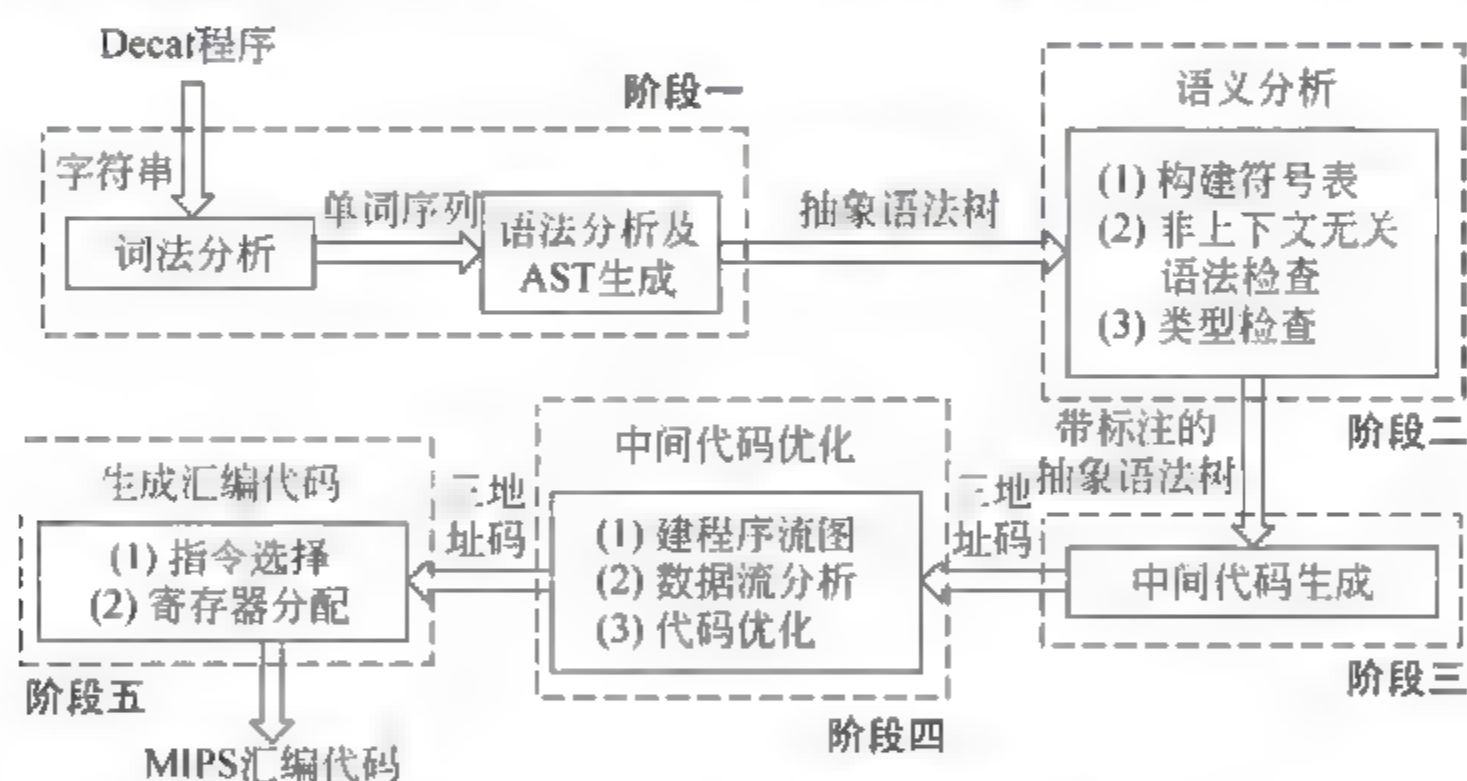 Decaf程序
阶段一
字符串
词法分析
单词序列
语法分析及
AST生成
抽象语法树
语义分析
(1) 构建符号表
(2) 非上下文无关
语法检查
(3) 类型检查
阶段二
带标注的
抽象语法树
中间代码生成
阶段三
三地
址码
中间代码优化
(1) 建程序流图
(2) 数据流分析
(3) 代码优化
阶段四
三地
址码
生成汇编代码
(1) 指令选择
(2) 寄存器分配
阶段五
MIPS汇编代码